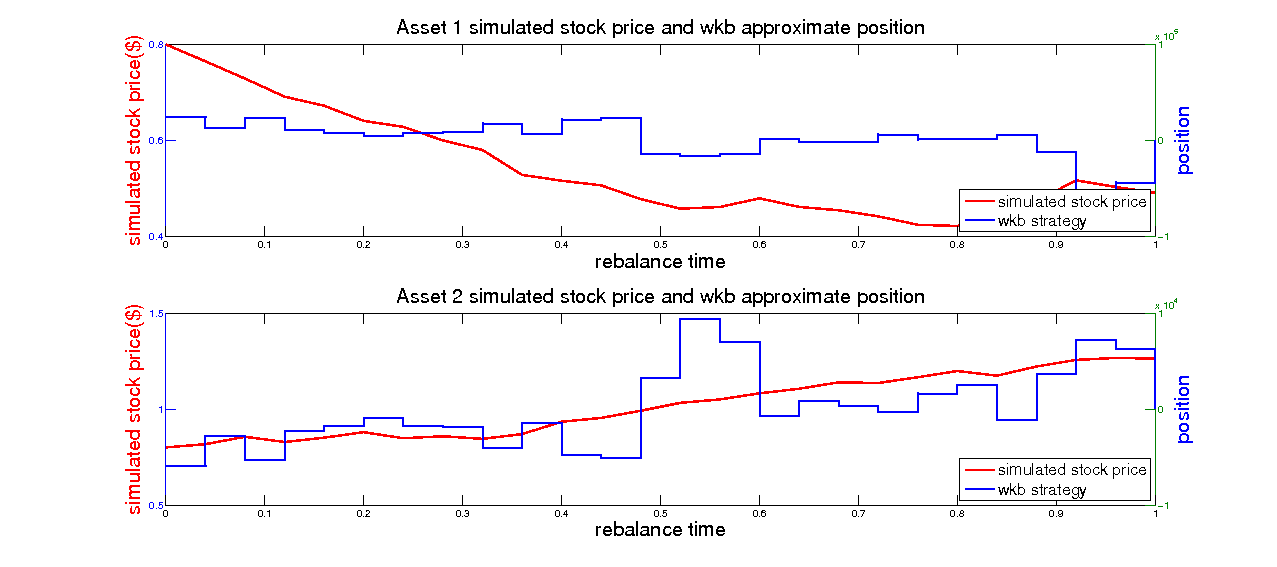 Asset 1 simulated stock price and wkb approximate position
x 10^5
simulated stock price($)
0.8
0.6
0.4
1
0
-1
position
simulated stock price
wkb strategy
0 0.1 0.2 0.3 0.4 0.5 0.6 0.7 0.8 0.9 1
rebalance time
Asset 2 simulated stock price and wkb approximate position
x 10^4
simulated stock price($)
1.5
1
0.5
1
0
-1
position
simulated stock price
wkb strategy
0 0.1 0.2 0.3 0.4 0.5 0.6 0.7 0.8 0.9 1
rebalance time